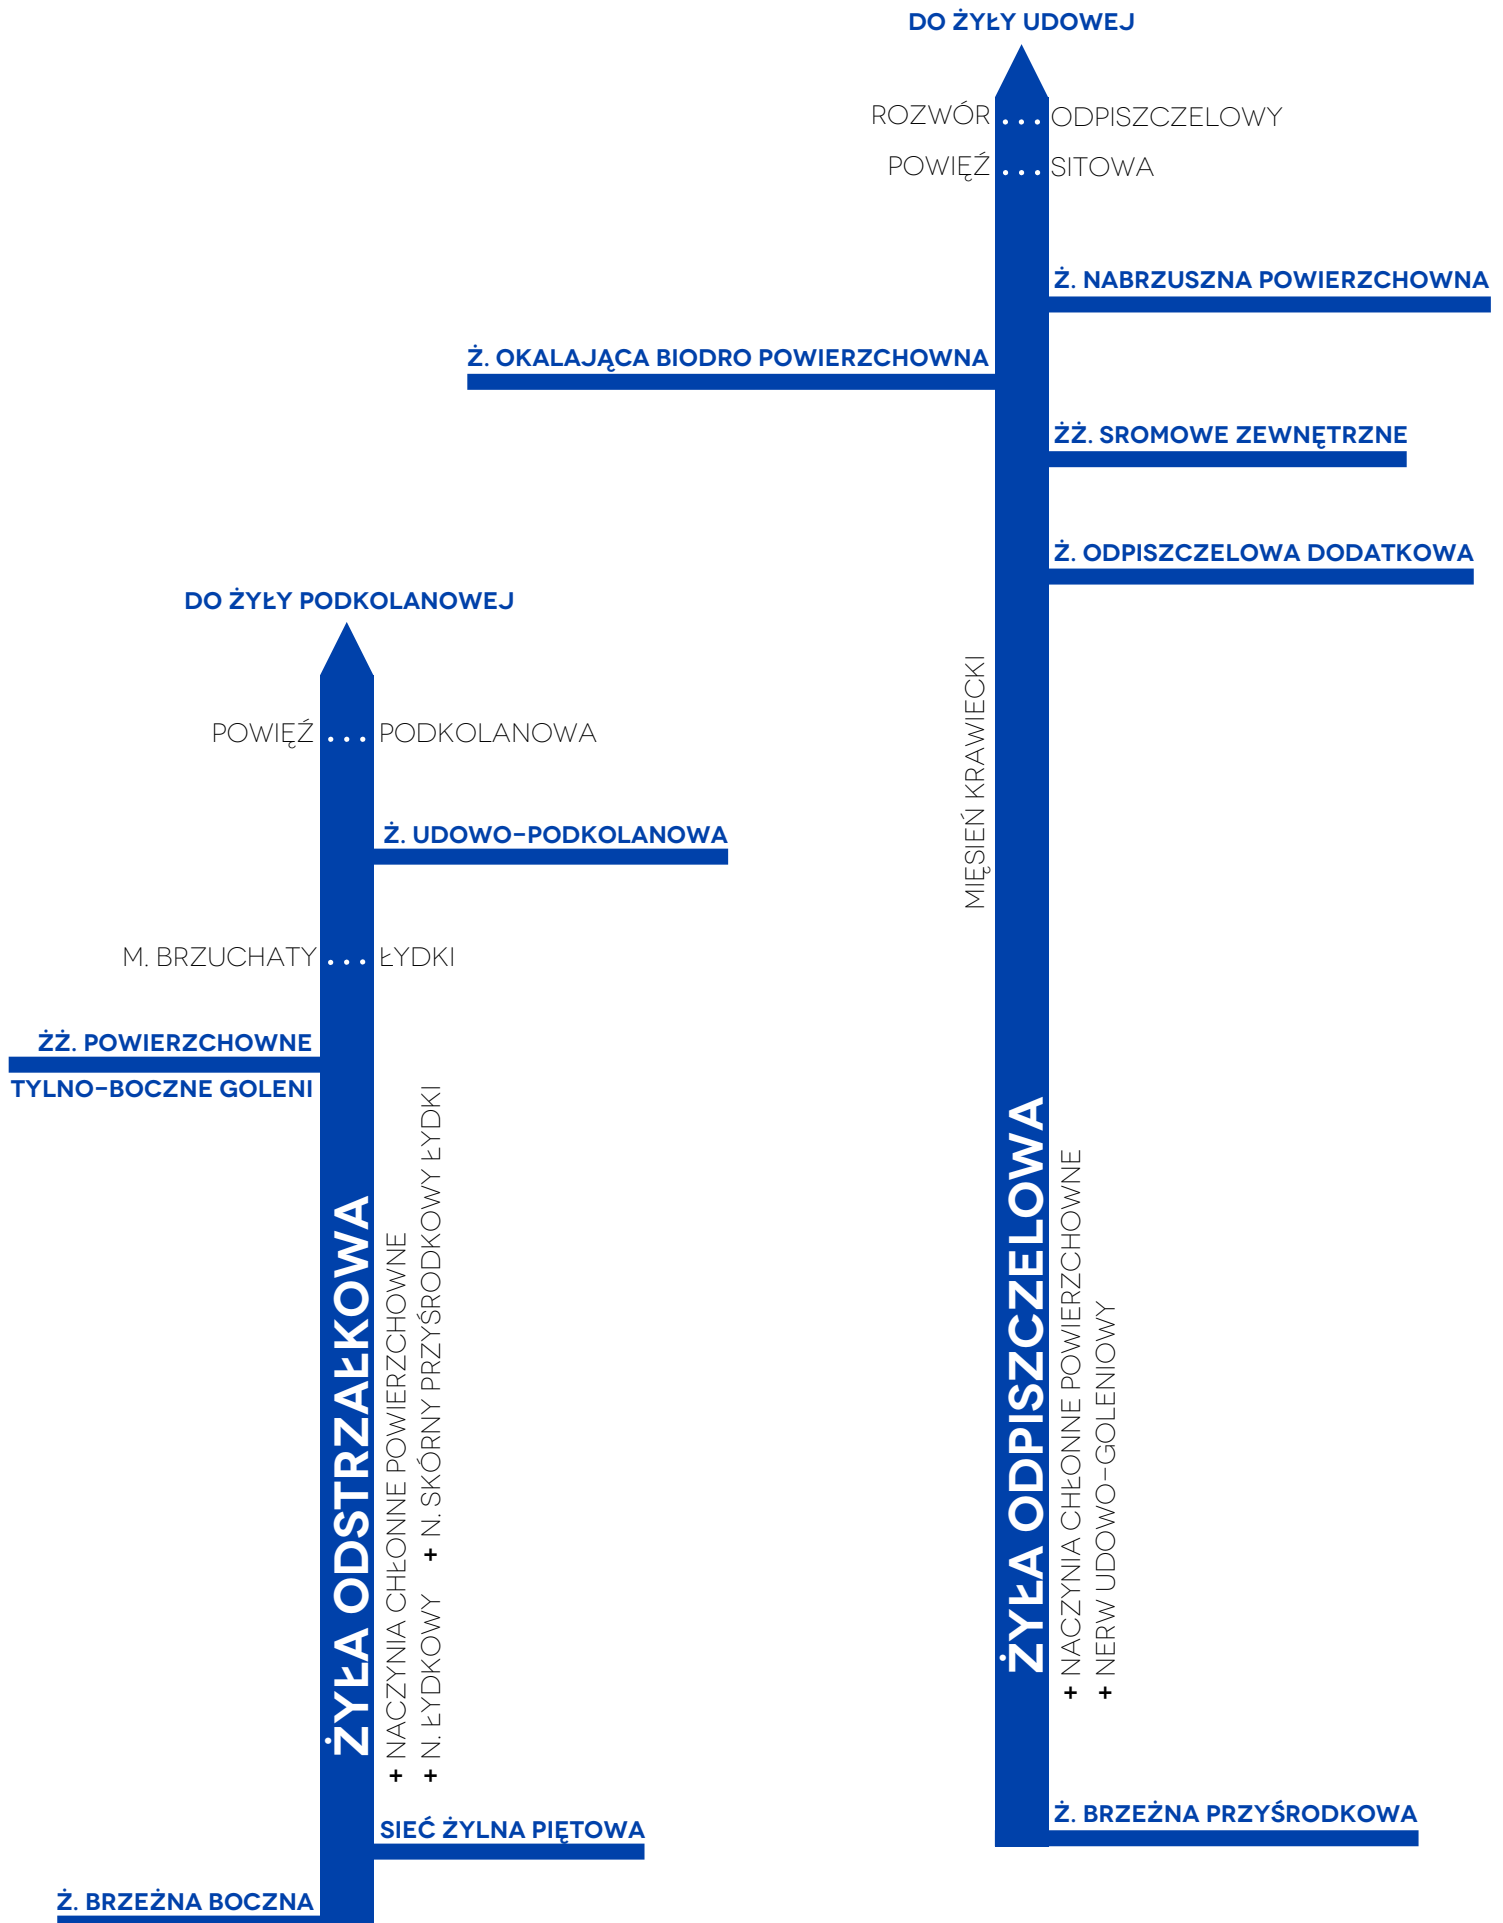 DO ŻYŁY UDOWEJ
ROZWÓR ... ODPISZCZELOWY
POWIĘŹ ... SITOWA
Ż. NABRZUSZNA POWIERZCHOWNA
Ż. OKALAJĄCA BIODRO POWIERZCHOWNA
ŻŻ. SROMOWE ZEWNĘTRZNE
Ż. ODPISZCZELOWA DODATKOWA
MIĘSIEŃ KRAWIECKI
ŻYŁA ODPISZCZELOWA
+ NACZYNIA CHŁONNE POWIERZCHOWNE
+ NERW UDOWO-GOLENIOWY
Ż. BRZEŻNA PRZYŚRODKOWA
DO ŻYŁY PODKOLANOWEJ
POWIĘŹ ... PODKOLANOWA
Ż. UDOWO-PODKOLANOWA
M. BRZUCHATY ... ŁYDKI
ŻŻ. POWIERZCHOWNE
TYLNO-BOCZNE GOLENI
ŻYŁA ODSTRZAŁKOWA
+ NACZYNIA CHŁONNE POWIERZCHOWNE
+ N. ŁYDKOWY + N. SKÓRNY PRZYŚRODKOWY ŁYDKI
SIEĆ ŻYLNA PIĘTOWA
Ż. BRZEŻNA BOCZNA